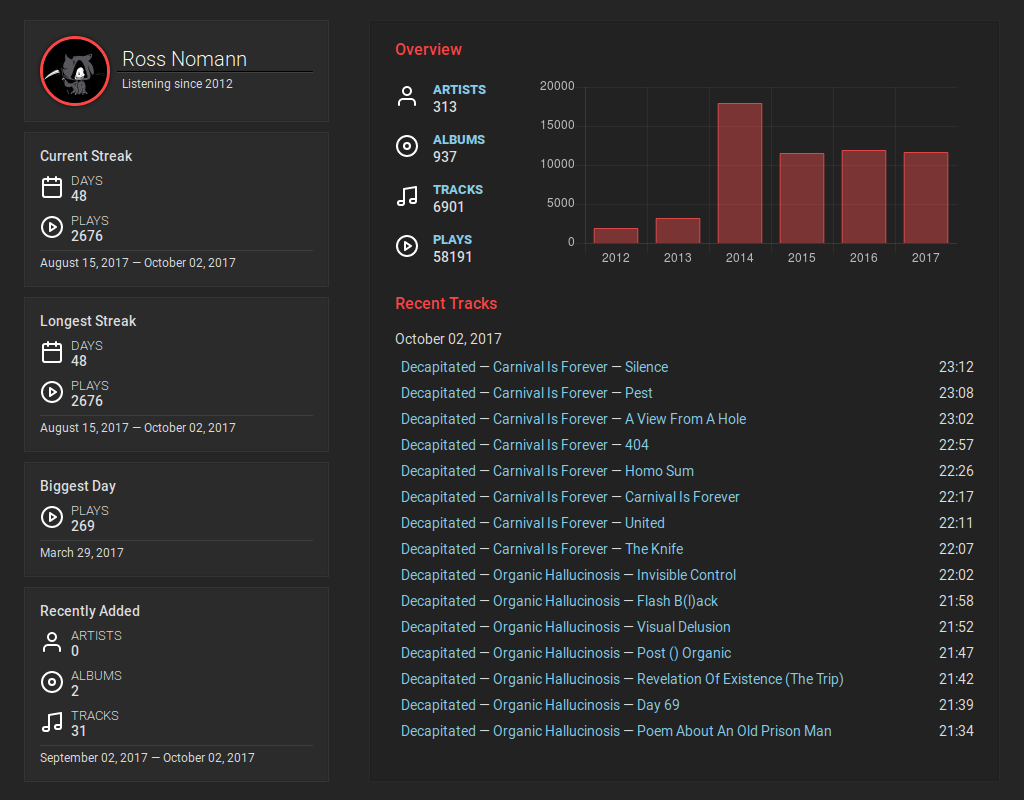 Ross Nomann
Listening since 2012
Current Streak
DAYS
48
PLAYS
2676
August 15, 2017 — October 02, 2017
Longest Streak
DAYS
48
PLAYS
2676
August 15, 2017 — October 02, 2017
Biggest Day
PLAYS
269
March 29, 2017
Recently Added
ARTISTS
0
ALBUMS
2
TRACKS
31
September 02, 2017 — October 02, 2017
Overview
ARTISTS
313
ALBUMS
937
TRACKS
6901
PLAYS
58191
20000
15000
10000
5000
0
2012 2013 2014 2015 2016 2017
Recent Tracks
October 02, 2017
Decapitated — Carnival Is Forever — Silence 23:12
Decapitated — Carnival Is Forever — Pest 23:08
Decapitated — Carnival Is Forever — A View From A Hole 23:02
Decapitated — Carnival Is Forever — 404 22:57
Decapitated — Carnival Is Forever — Homo Sum 22:26
Decapitated — Carnival Is Forever — Carnival Is Forever 22:17
Decapitated — Carnival Is Forever — United 22:11
Decapitated — Carnival Is Forever — The Knife 22:07
Decapitated — Organic Hallucinosis — Invisible Control 22:02
Decapitated — Organic Hallucinosis — Flash B(l)ack 21:58
Decapitated — Organic Hallucinosis — Visual Delusion 21:52
Decapitated — Organic Hallucinosis — Post () Organic 21:47
Decapitated — Organic Hallucinosis — Revelation Of Existence (The Trip) 21:42
Decapitated — Organic Hallucinosis — Day 69 21:39
Decapitated — Organic Hallucinosis — Poem About An Old Prison Man 21:34